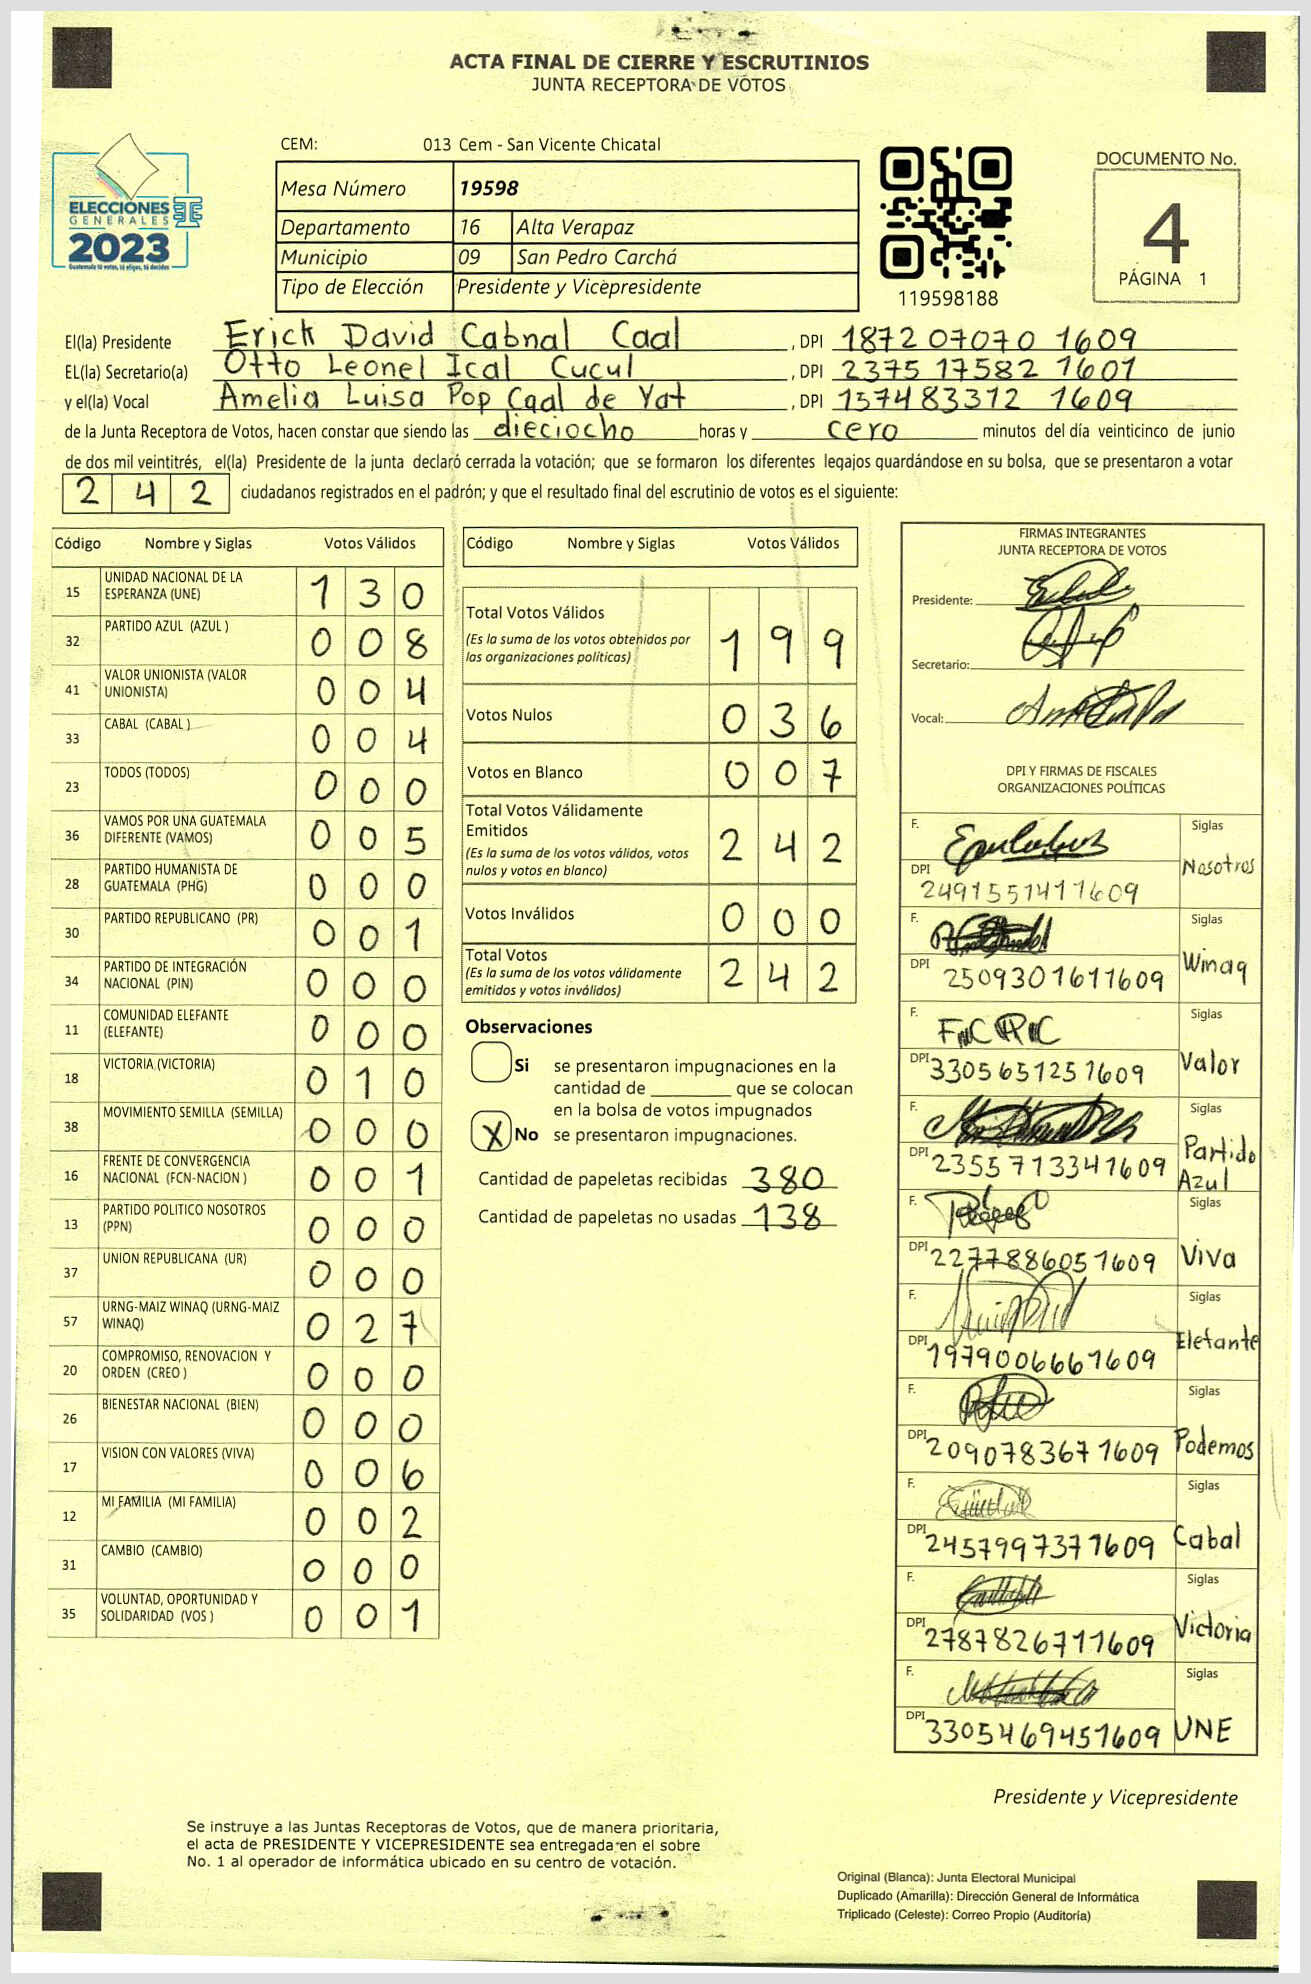 ACTA FINAL DE CIERRE Y ESCRUTINIOS
JUNTA RECEPTORA DE VOTOS
CEM: 013 Cem - San Vicente Chicatal
ELECCIONES
GENERALES
2023
Guatemala tú votas, tú eliges, tú decides
Mesa Número 19598
Departamento 16 Alta Verapaz
Municipio 09 San Pedro Carchá
Tipo de Elección Presidente y Vicepresidente
119598188
DOCUMENTO No.
4
PÁGINA 1
El(la) Presidente Erick David Cabnal Caal , DPI 1872 07070 1609
EL(la) Secretario(a) Otto Leonel Ical Cucul , DPI 2375 17582 1601
y el(la) Vocal Amelia Luisa Pop Caal de Yat , DPI 1574 83312 1609
de la Junta Receptora de Votos, hacen constar que siendo las dieciocho horas y cero minutos del día veinticinco de junio
de dos mil veintitrés, el(la) Presidente de la junta declaró cerrada la votación; que se formaron los diferentes legajos guardándose en su bolsa, que se presentaron a votar
2 4 2 ciudadanos registrados en el padrón; y que el resultado final del escrutinio de votos es el siguiente:
Código Nombre y Siglas Votos Válidos
15 UNIDAD NACIONAL DE LA
ESPERANZA (UNE) 1 3 0
32 PARTIDO AZUL (AZUL ) 0 0 8
41 VALOR UNIONISTA (VALOR
UNIONISTA) 0 0 4
33 CABAL (CABAL ) 0 0 4
23 TODOS (TODOS) 0 0 0
36 VAMOS POR UNA GUATEMALA
DIFERENTE (VAMOS) 0 0 5
28 PARTIDO HUMANISTA DE
GUATEMALA (PHG) 0 0 0
30 PARTIDO REPUBLICANO (PR) 0 0 1
34 PARTIDO DE INTEGRACIÓN
NACIONAL (PIN) 0 0 0
11 COMUNIDAD ELEFANTE
(ELEFANTE) 0 0 0
18 VICTORIA (VICTORIA) 0 1 0
38 MOVIMIENTO SEMILLA (SEMILLA) 0 0 0
16 FRENTE DE CONVERGENCIA
NACIONAL (FCN-NACION ) 0 0 1
13 PARTIDO POLITICO NOSOTROS
(PPN) 0 0 0
37 UNION REPUBLICANA (UR) 0 0 0
57 URNG-MAIZ WINAQ (URNG-MAIZ
WINAQ) 0 2 7
20 COMPROMISO, RENOVACION Y
ORDEN (CREO ) 0 0 0
26 BIENESTAR NACIONAL (BIEN) 0 0 0
17 VISION CON VALORES (VIVA) 0 0 6
12 MI FAMILIA (MI FAMILIA) 0 0 2
31 CAMBIO (CAMBIO) 0 0 0
35 VOLUNTAD, OPORTUNIDAD Y
SOLIDARIDAD (VOS ) 0 0 1
Código Nombre y Siglas Votos Válidos
Total Votos Válidos
(Es la suma de los votos obtenidos por
las organizaciones políticas) 1 9 9
Votos Nulos 0 3 6
Votos en Blanco 0 0 7
Total Votos Válidamente
Emitidos
(Es la suma de los votos válidos, votos
nulos y votos en blanco) 2 4 2
Votos Inválidos 0 0 0
Total Votos
(Es la suma de los votos válidamente
emitidos y votos inválidos) 2 4 2
Observaciones
Si se presentaron impugnaciones en la
cantidad de ________ que se colocan
en la bolsa de votos impugnados
X No se presentaron impugnaciones.
Cantidad de papeletas recibidas 380
Cantidad de papeletas no usadas 138
FIRMAS INTEGRANTES
JUNTA RECEPTORA DE VOTOS
Presidente:
Secretario:
Vocal:
DPI Y FIRMAS DE FISCALES
ORGANIZACIONES POLÍTICAS
F. Siglas
DPI 2491551411609 Nosotros
F. Siglas
DPI 2509301611609 Winaq
F. Siglas
DPI 3305651251609 Valor
F. Siglas
DPI 2355713341609 Partido Azul
F. Siglas
DPI 2277886051609 Viva
F. Siglas
DPI 1979006661609 Elefante
F. Siglas
DPI 2090783671609 Podemos
F. Siglas
DPI 2457997371609 Cabal
F. Siglas
DPI 2787826711609 Victoria
F. Siglas
DPI 3305469451609 UNE
Presidente y Vicepresidente
Se instruye a las Juntas Receptoras de Votos, que de manera prioritaria,
el acta de PRESIDENTE Y VICEPRESIDENTE sea entregada en el sobre
No. 1 al operador de informática ubicado en su centro de votación.
Original (Blanca): Junta Electoral Municipal
Duplicado (Amarilla): Dirección General de Informática
Triplicado (Celeste): Correo Propio (Auditoría)